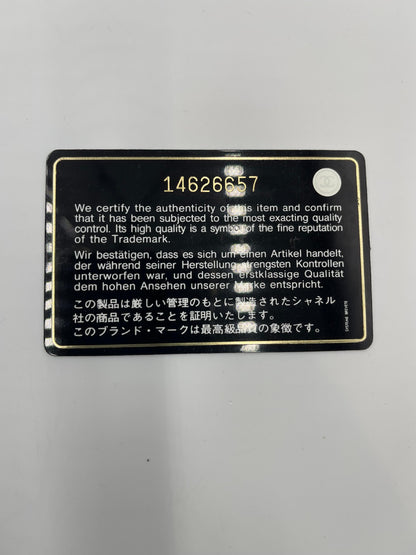 14626657
We certify the authenticity of this item and confirm
that it has been subjected to the most exacting quality
control. Its high quality is a symbol of the fine reputation
of the Trademark.
Wir bestätigen, dass es sich um einen Artikel handelt,
der während seiner Herstellung strengsten Kontrollen
unterworfen war, und dessen erstklassige Qualität
dem hohen Ansehen unserer Marke entspricht.
この製品は厳しい管理のもとに製造されたシャネル
社の商品であることを証明いたします。
このブランド・マークは最高級品質の象徴です。